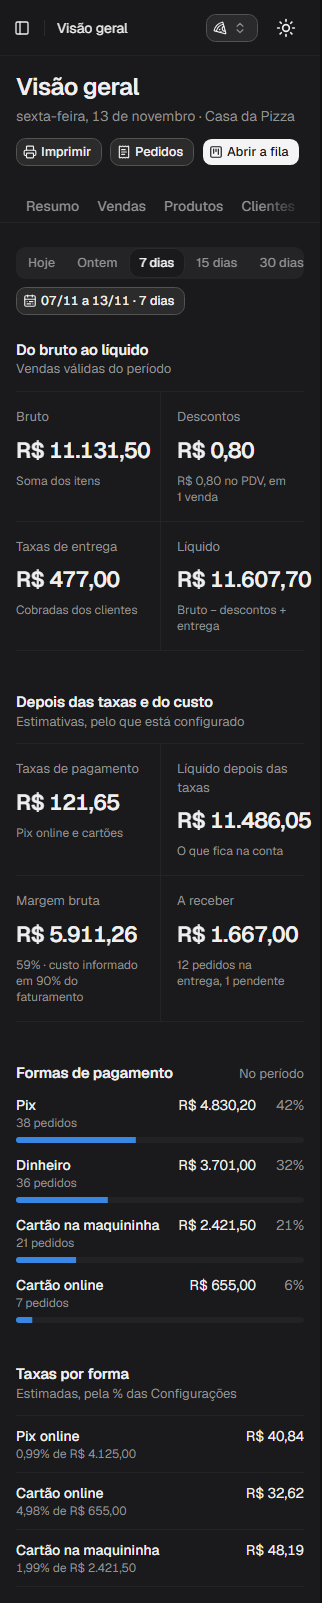 Visão geral
Visão geral
sexta-feira, 13 de novembro · Casa da Pizza
Imprimir
Pedidos
Abrir a fila
Resumo
Vendas
Produtos
Clientes
Hoje
Ontem
7 dias
15 dias
30 dias
07/11 a 13/11 · 7 dias
Do bruto ao líquido
Vendas válidas do período
Bruto
R$ 11.131,50
Soma dos itens
Descontos
R$ 0,80
R$ 0,80 no PDV, em
1 venda
Taxas de entrega
R$ 477,00
Cobradas dos clientes
Líquido
R$ 11.607,70
Bruto − descontos +
entrega
Depois das taxas e do custo
Estimativas, pelo que está configurado
Taxas de pagamento
R$ 121,65
Pix online e cartões
Líquido depois das
taxas
R$ 11.486,05
O que fica na conta
Margem bruta
R$ 5.911,26
59% · custo informado
em 90% do
faturamento
A receber
R$ 1.667,00
12 pedidos na
entrega, 1 pendente
Formas de pagamento
No período
Pix
R$ 4.830,20
42%
38 pedidos
Dinheiro
R$ 3.701,00
32%
36 pedidos
Cartão na maquininha
R$ 2.421,50
21%
21 pedidos
Cartão online
R$ 655,00
6%
7 pedidos
Taxas por forma
Estimadas, pela % das Configurações
Pix online
R$ 40,84
0,99% de R$ 4.125,00
Cartão online
R$ 32,62
4,98% de R$ 655,00
Cartão na maquininha
R$ 48,19
1,99% de R$ 2.421,50